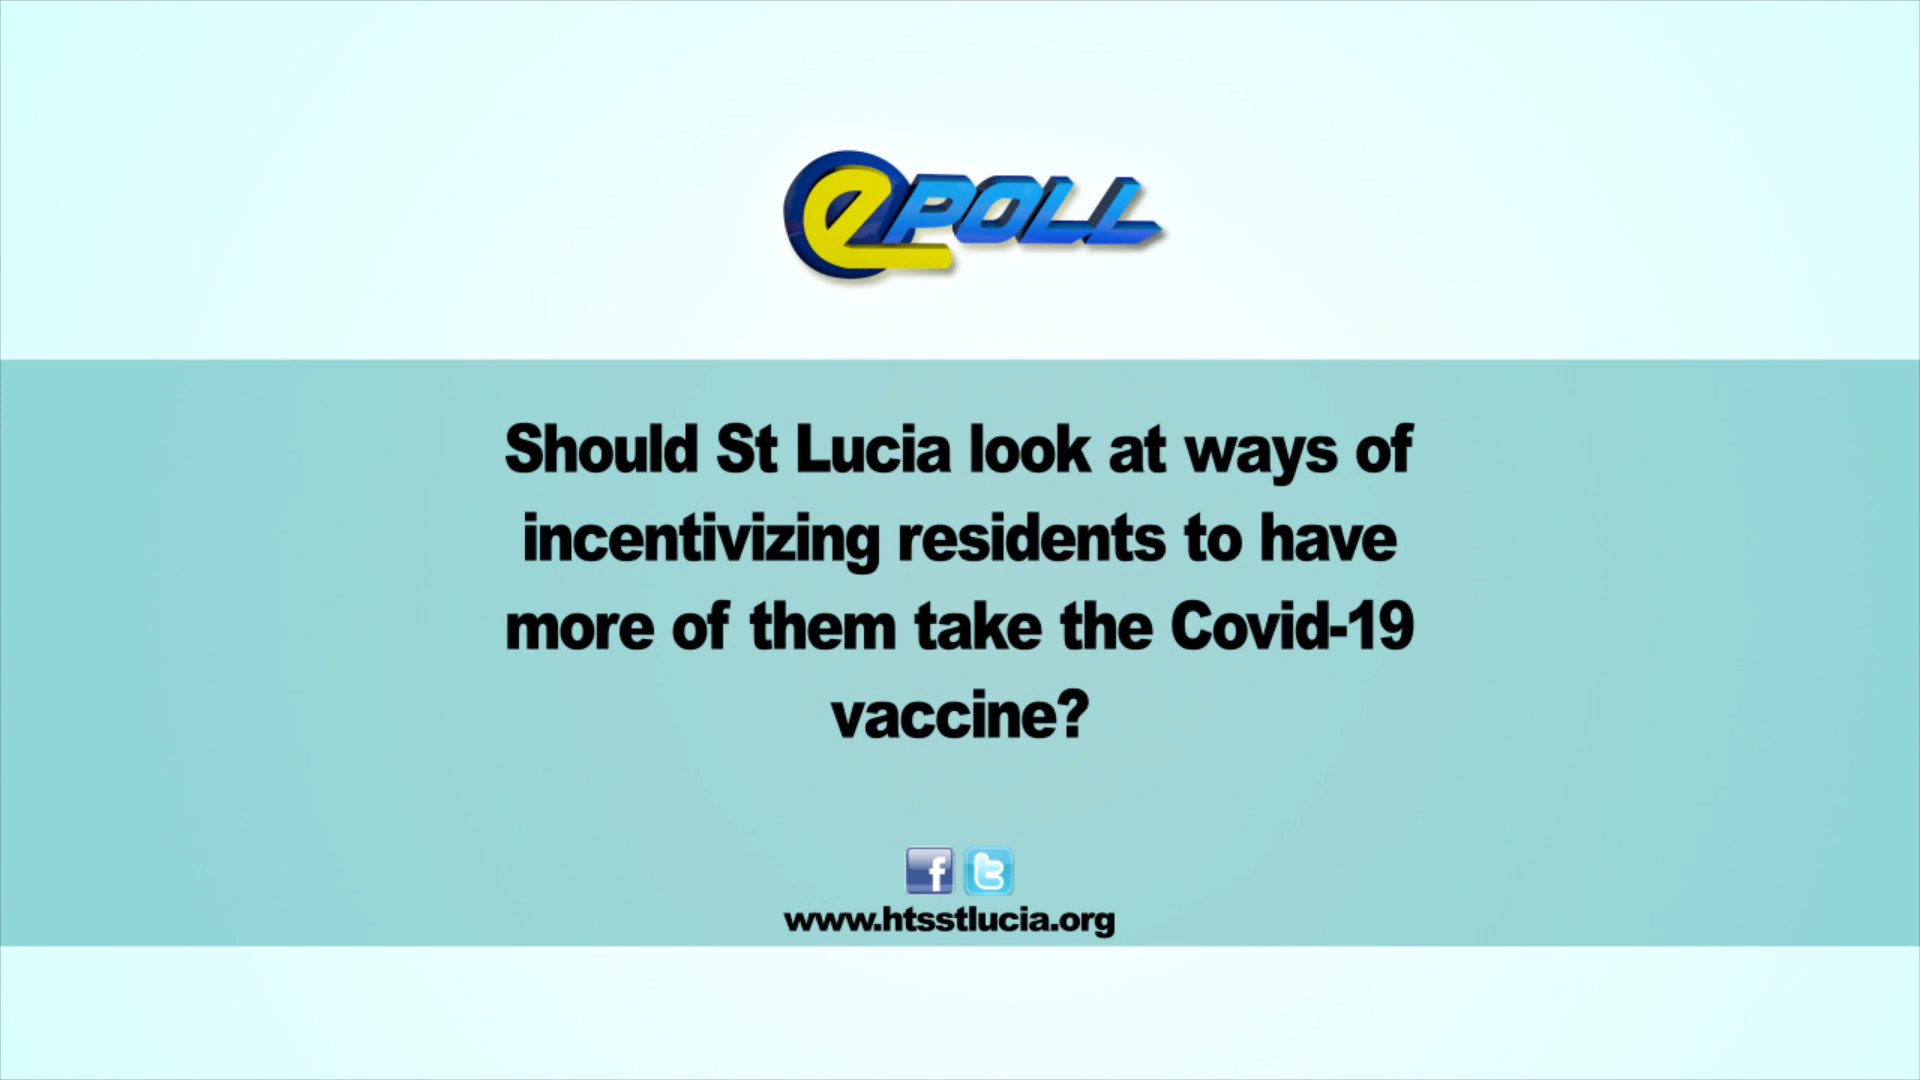 ePOLL
Should St Lucia look at ways of
incentivizing residents to have
more of them take the Covid-19
vaccine?
f t
www.htsstlucia.org